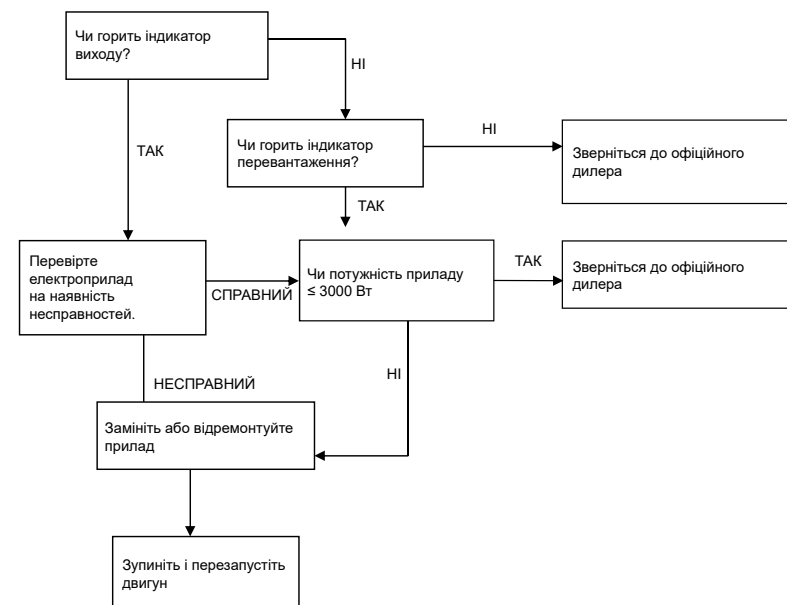 Чи горить індикатор
виходу?
НІ
Чи горить індикатор
перевантаження?
НІ
Зверніться до офіційного
дилера
ТАК
ТАК
Перевірте
електроприлад
на наявність
несправностей.
СПРАВНИЙ
Чи потужність приладу
≤ 3000 Вт
ТАК
Зверніться до офіційного
дилера
НІ
НЕСПРАВНИЙ
Замініть або відремонтуйте
прилад
Зупиніть і перезапустіть
двигун